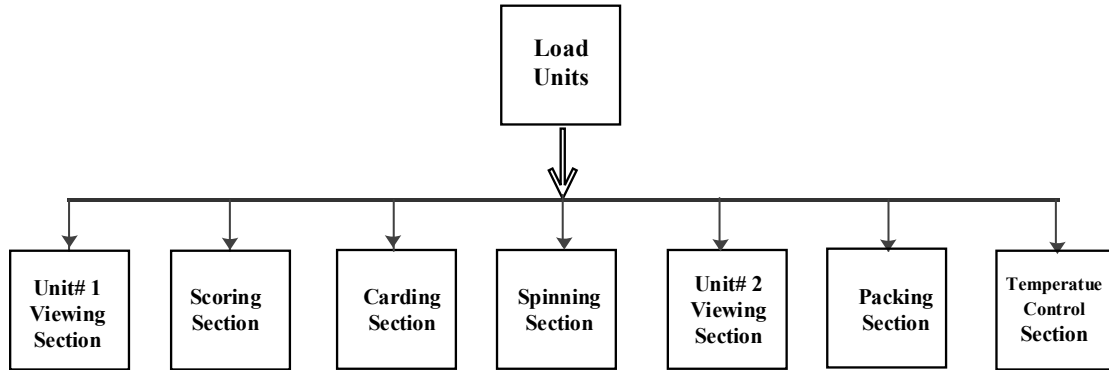 Load
Units
Unit# 1
Viewing
Section
Scoring
Section
Carding
Section
Spinning
Section
Unit# 2
Viewing
Section
Packing
Section
Temperatue
Control
Section